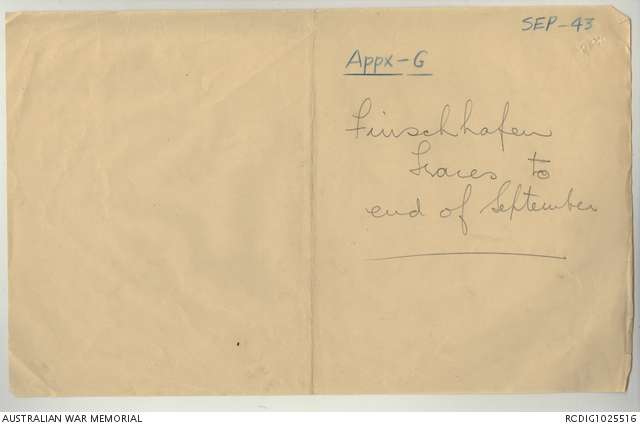 SEP-43
Appx-G
Finschhafen
Traces to
end of September
AUSTRALIAN WAR MEMORIAL
RCDIG1025516